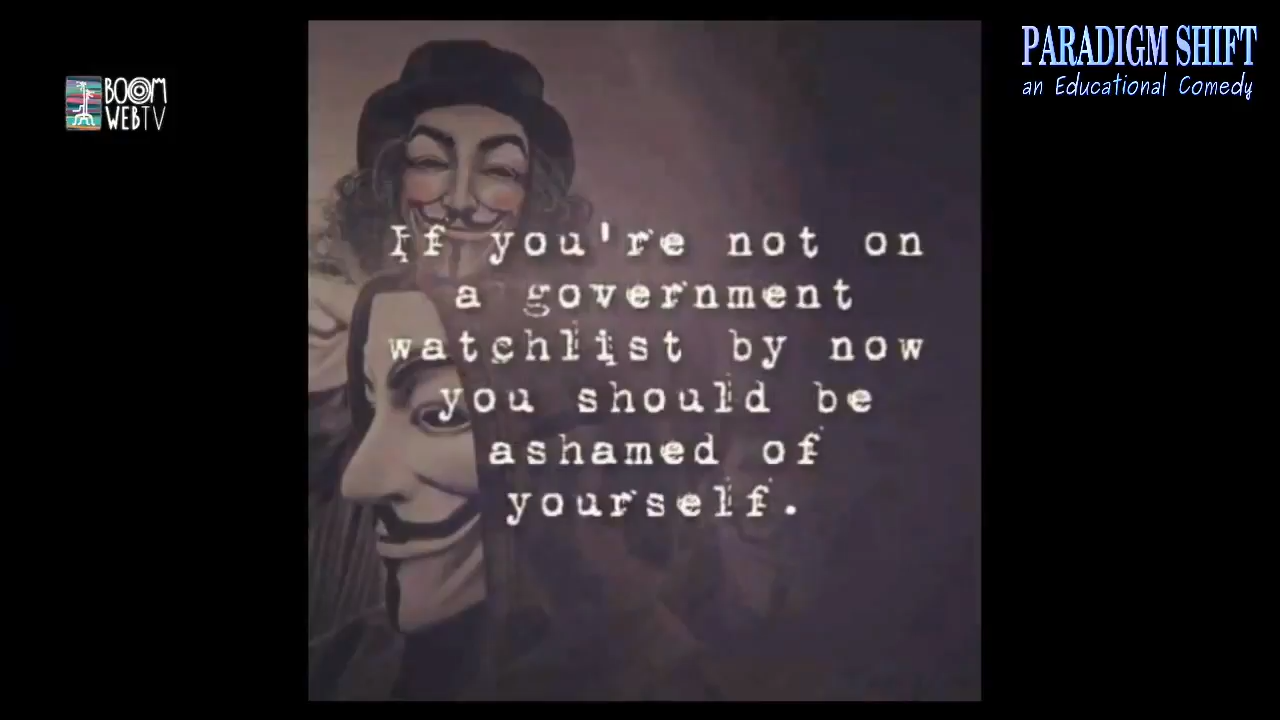 BOOM
WEBTV
PARADIGM SHIFT
an Educational Comedy
If you're not on
a government
watchlist by now
you should be
ashamed of
yourself.